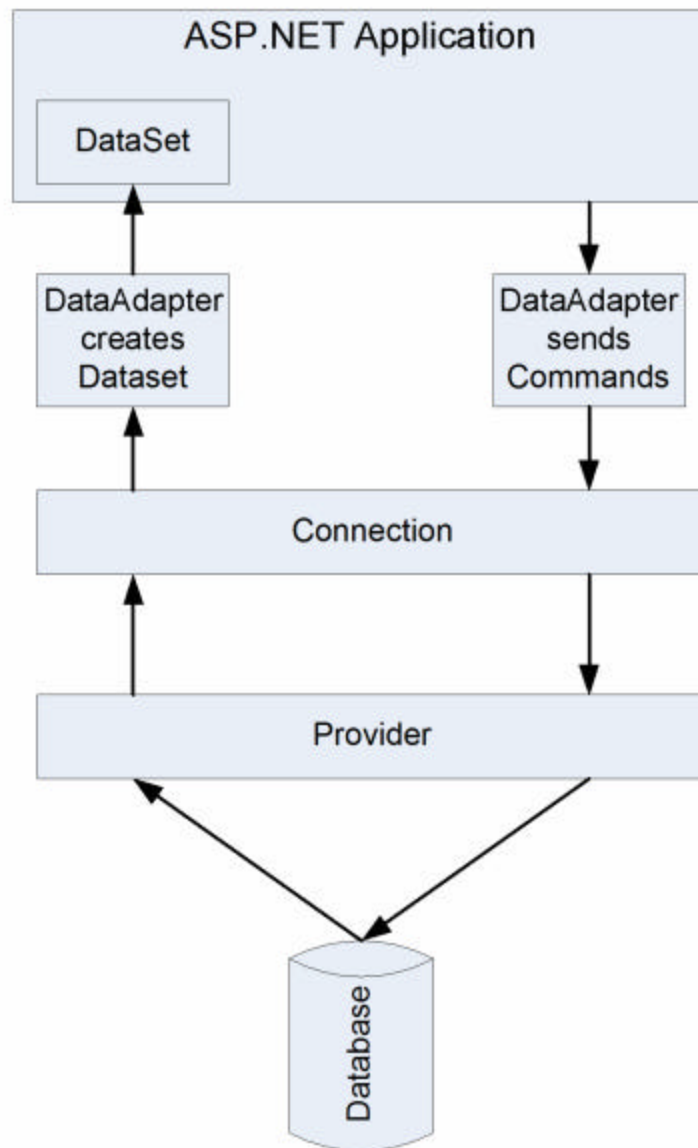 ASP.NET Application
DataSet
DataAdapter
creates
Dataset
DataAdapter
sends
Commands
Connection
Provider
Database